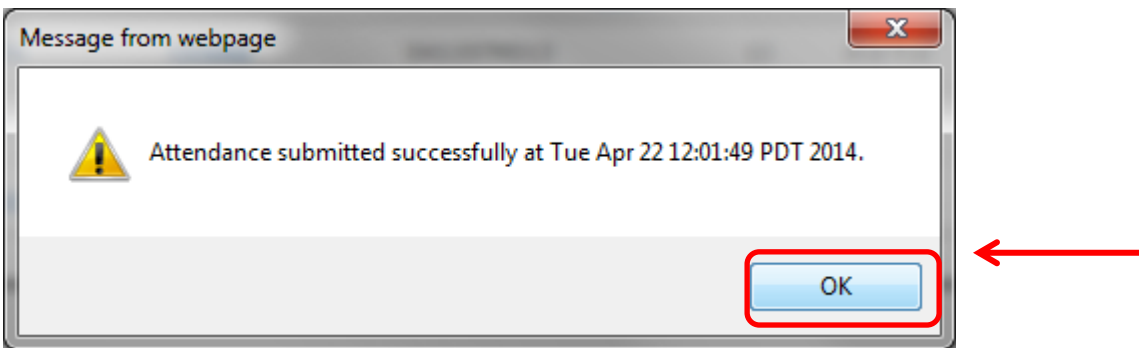 Message from webpage
Attendance submitted successfully at Tue Apr 22 12:01:49 PDT 2014.
OK